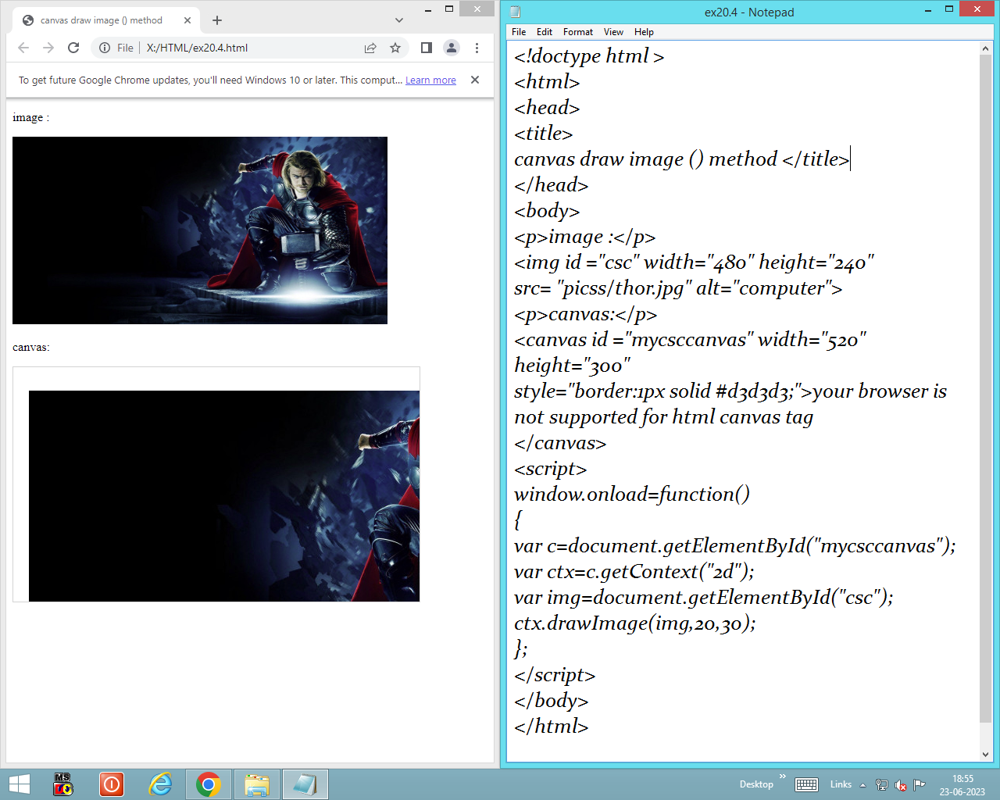 canvas draw image () method
File
X:/HTML/ex20.4.html
To get future Google Chrome updates, you'll need Windows 10 or later. This comput... Learn more
image :
canvas:
ex20.4 - Notepad
File Edit Format View Help
<!doctype html >
<html>
<head>
<title>
canvas draw image () method </title>
</head>
<body>
<p>image :</p>
<img id ="csc" width="480" height="240"
src= "picss/thor.jpg" alt="computer">
<p>canvas:</p>
<canvas id ="mycsccanvas" width="520"
height="300"
style="border:1px solid #d3d3d3;">your browser is
not supported for html canvas tag
</canvas>
<script>
window.onload=function()
{
var c=document.getElementById("mycsccanvas");
var ctx=c.getContext("2d");
var img=document.getElementById("csc");
ctx.drawImage(img,20,30);
};
</script>
</body>
</html>
MS
Desktop
Links
18:55
23-06-2023